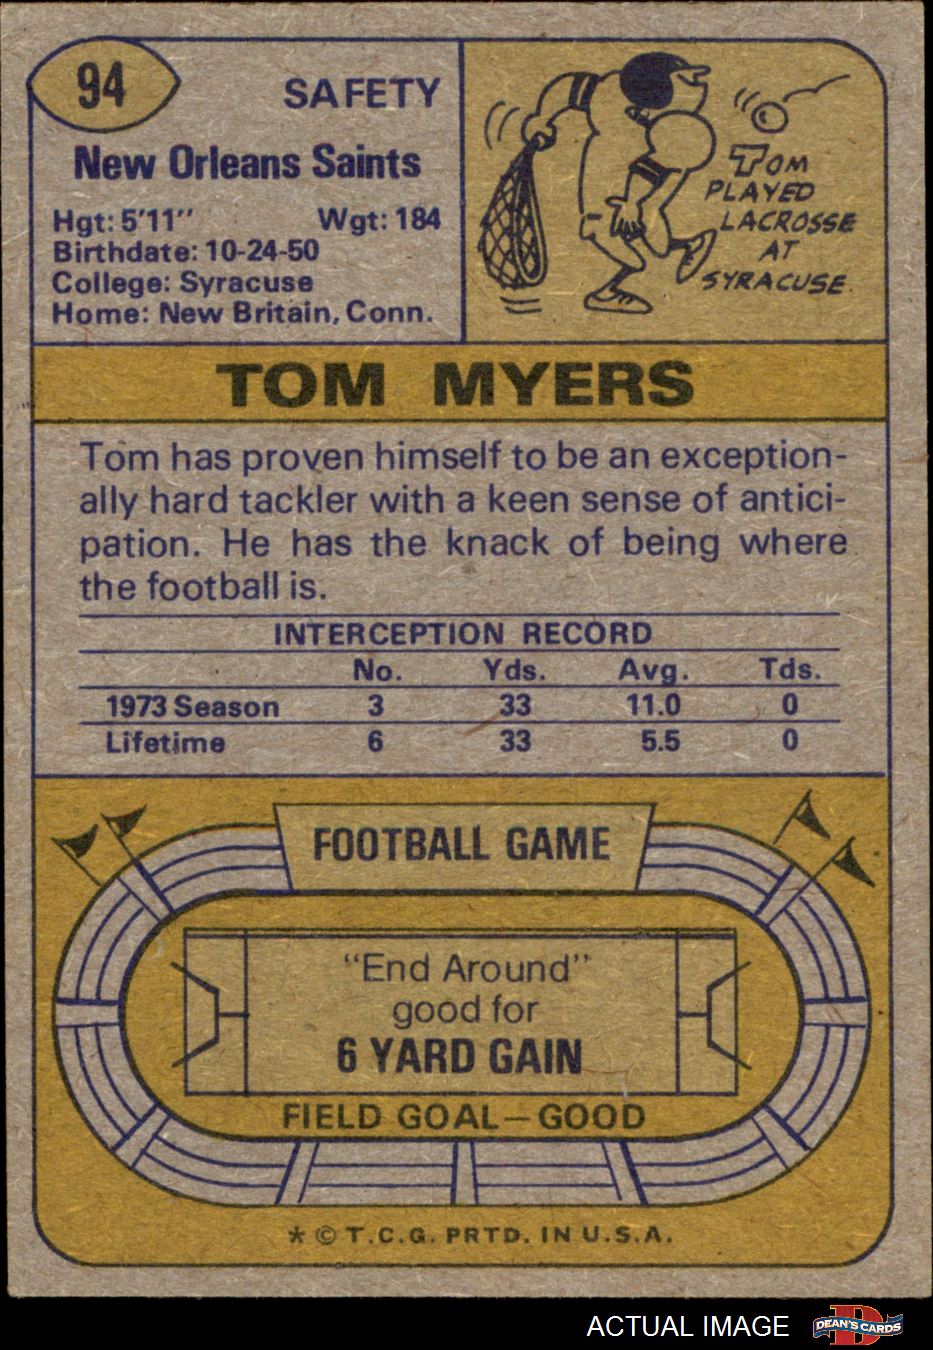 94
SAFETY
New Orleans Saints
Hgt: 5'11" Wgt: 184
Birthdate: 10-24-50
College: Syracuse
Home: New Britain, Conn.
TOM
PLAYED
LACROSSE
AT
SYRACUSE.
TOM MYERS
Tom has proven himself to be an exception-
ally hard tackler with a keen sense of antici-
pation. He has the knack of being where
the football is.
INTERCEPTION RECORD
No. Yds. Avg. Tds.
1973 Season 3 33 11.0 0
Lifetime 6 33 5.5 0
FOOTBALL GAME
"End Around"
good for
6 YARD GAIN
FIELD GOAL—GOOD
* © T.C.G. PRTD. IN U.S.A.
ACTUAL IMAGE
D
DEAN'S CARDS